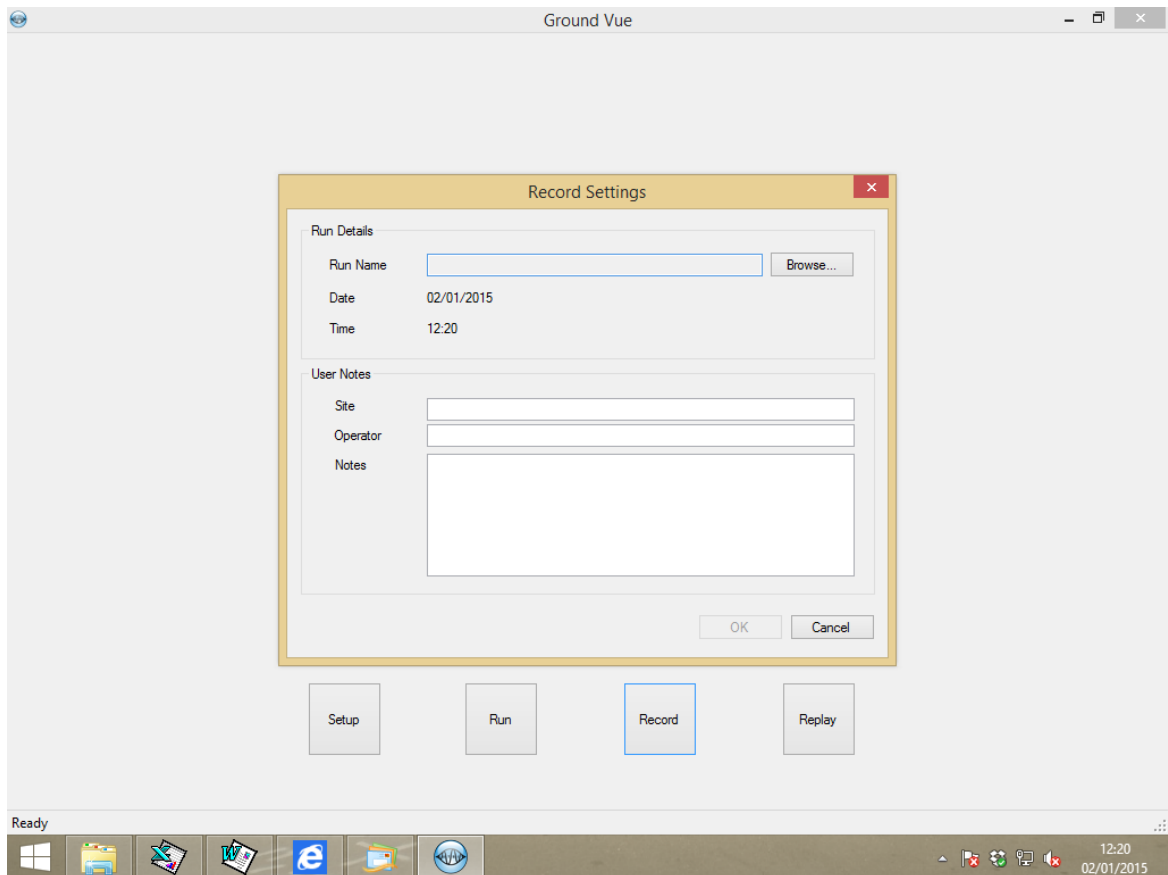 Ground Vue
Record Settings
Run Details
Run Name
Browse...
Date 02/01/2015
Time 12:20
User Notes
Site
Operator
Notes
OK Cancel
Setup Run Record Replay
Ready
12:20
02/01/2015